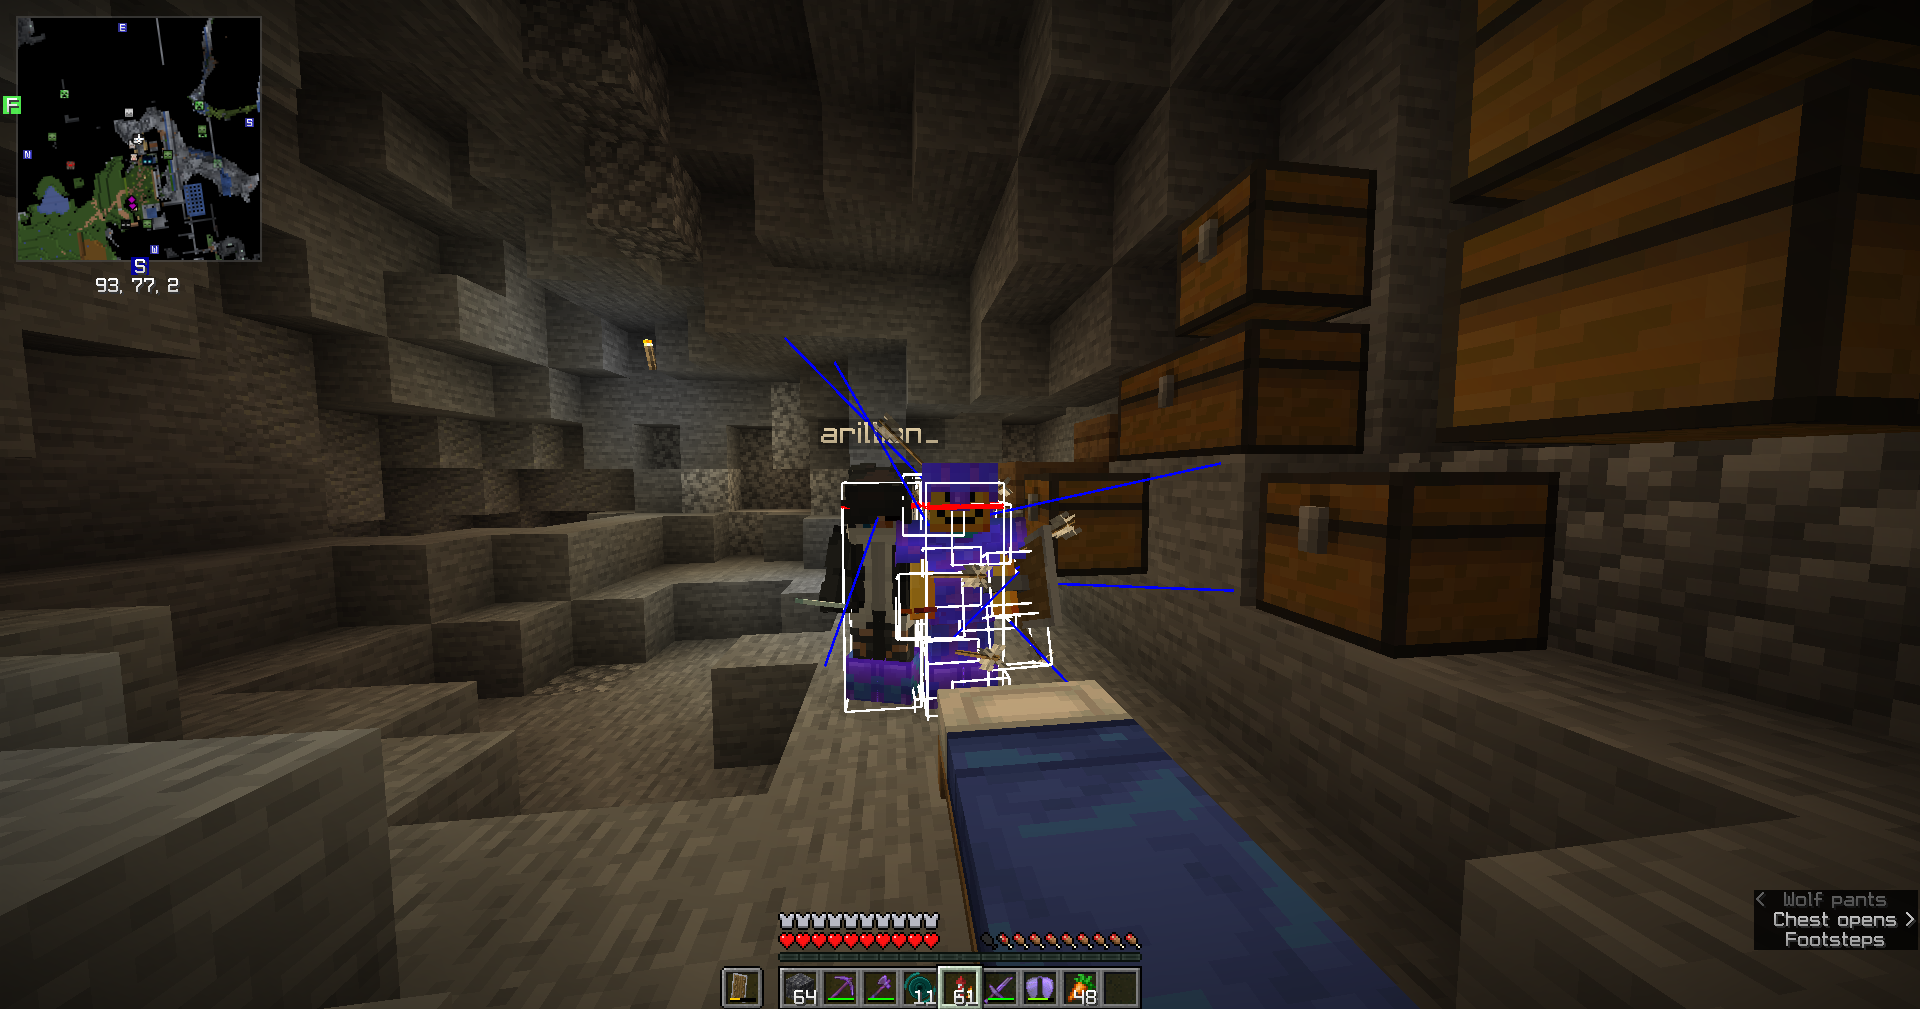 E
F
S
N
W
S
93, 77, 2
Wolf pants
< Chest opens >
Footsteps
64
11
61
48